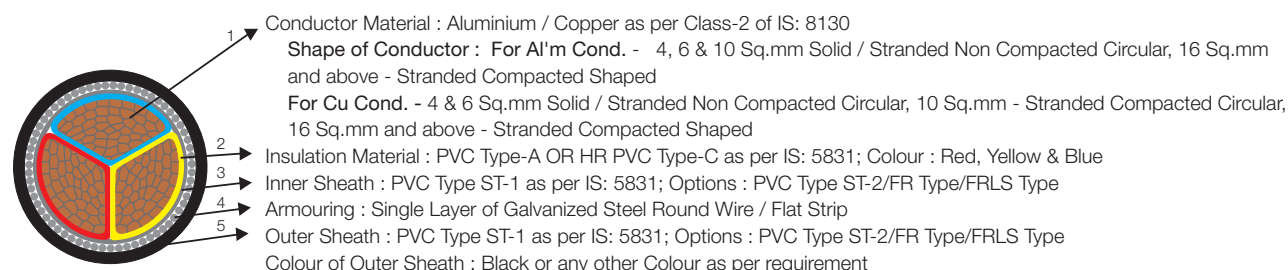 Conductor Material : Aluminium / Copper as per Class-2 of IS: 8130
1
Shape of Conductor : For Al'm Cond. - 4, 6 & 10 Sq.mm Solid / Stranded Non Compacted Circular, 16 Sq.mm
and above - Stranded Compacted Shaped
For Cu Cond. - 4 & 6 Sq.mm Solid / Stranded Non Compacted Circular, 10 Sq.mm - Stranded Compacted Circular,
16 Sq.mm and above - Stranded Compacted Shaped
2
Insulation Material : PVC Type-A OR HR PVC Type-C as per IS: 5831; Colour : Red, Yellow & Blue
3
Inner Sheath : PVC Type ST-1 as per IS: 5831; Options : PVC Type ST-2/FR Type/FRLS Type
4
Armouring : Single Layer of Galvanized Steel Round Wire / Flat Strip
5
Outer Sheath : PVC Type ST-1 as per IS: 5831; Options : PVC Type ST-2/FR Type/FRLS Type
Colour of Outer Sheath : Black or any other Colour as per requirement